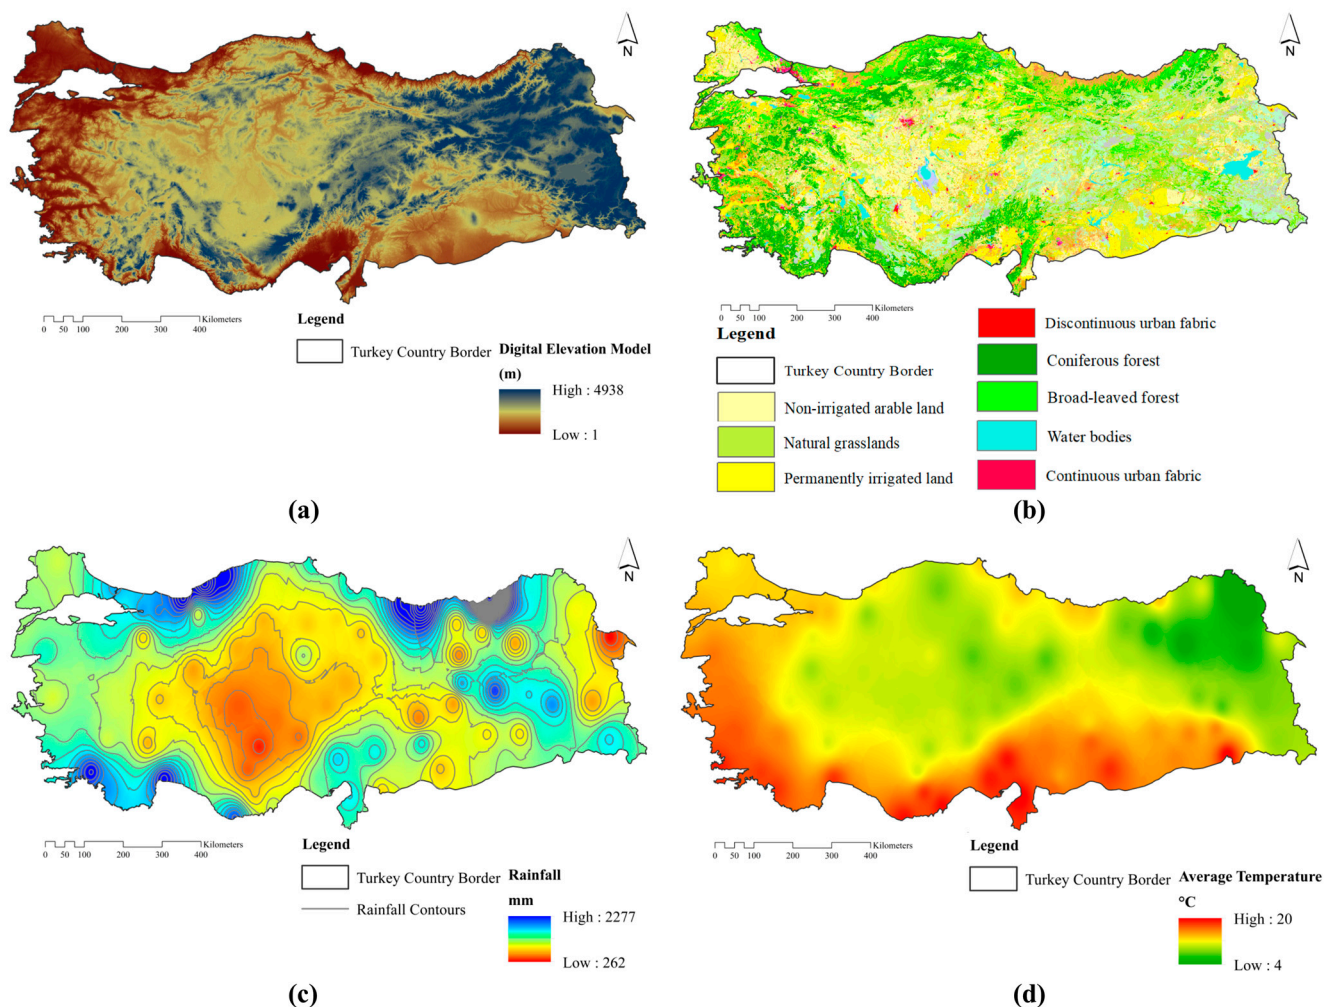 N
0 50 100 200 300 400
Kilometers
Legend
Turkey Country Border
Digital Elevation Model
(m)
High : 4938
Low : 1
(a)
N
0 50 100 200 300 400
Kilometers
Legend
Turkey Country Border
Non-irrigated arable land
Natural grasslands
Permanently irrigated land
Discontinuous urban fabric
Coniferous forest
Broad-leaved forest
Water bodies
Continuous urban fabric
(b)
N
0 50 100 200 300 400
Kilometers
Legend
Turkey Country Border
Rainfall Contours
Rainfall
mm
High : 2277
Low : 262
(c)
N
0 50 100 200 300 400
Kilometers
Legend
Turkey Country Border
Average Temperature
°C
High : 20
Low : 4
(d)